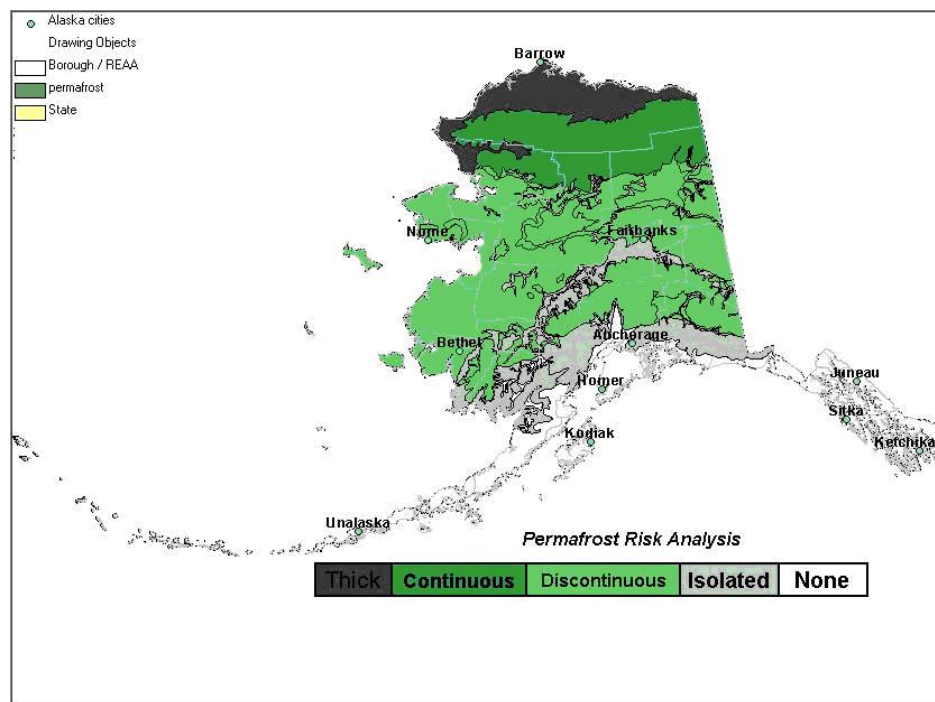 Alaska cities
Drawing Objects
Borough / REAA
permafrost
State
Barrow
Nome
Fairbanks
Bethel
Anchorage
Homer
Juneau
Sitka
Kodiak
Ketchika
Unalaska
Permafrost Risk Analysis
Thick Continuous Discontinuous Isolated None